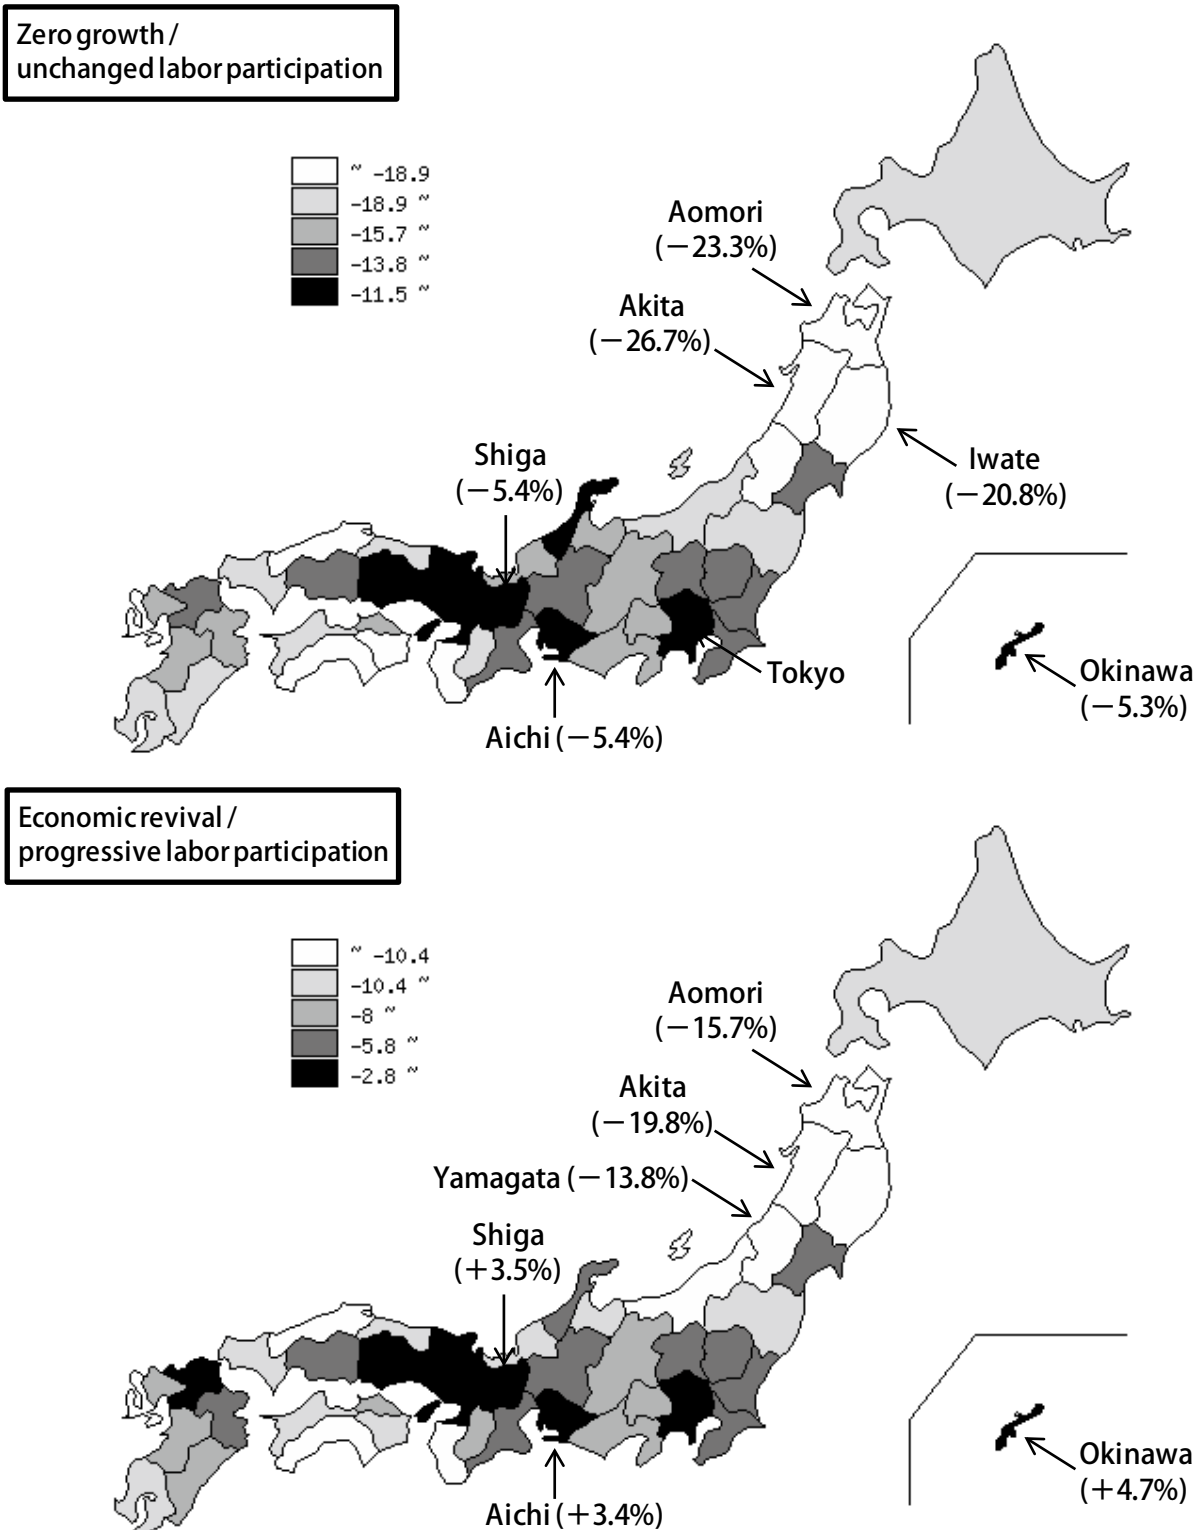 Zero growth /
unchanged labor participation
~ -18.9
-18.9 ~
-15.7 ~
-13.8 ~
-11.5 ~
Aomori
(－23.3%)
Akita
(－26.7%)
Shiga
(－5.4%)
Iwate
(－20.8%)
Tokyo
Okinawa
(－5.3%)
Aichi (－5.4%)
Economic revival /
progressive labor participation
~ -10.4
-10.4 ~
-8 ~
-5.8 ~
-2.8 ~
Aomori
(－15.7%)
Akita
(－19.8%)
Yamagata (－13.8%)
Shiga
(＋3.5%)
Okinawa
(＋4.7%)
Aichi (＋3.4%)